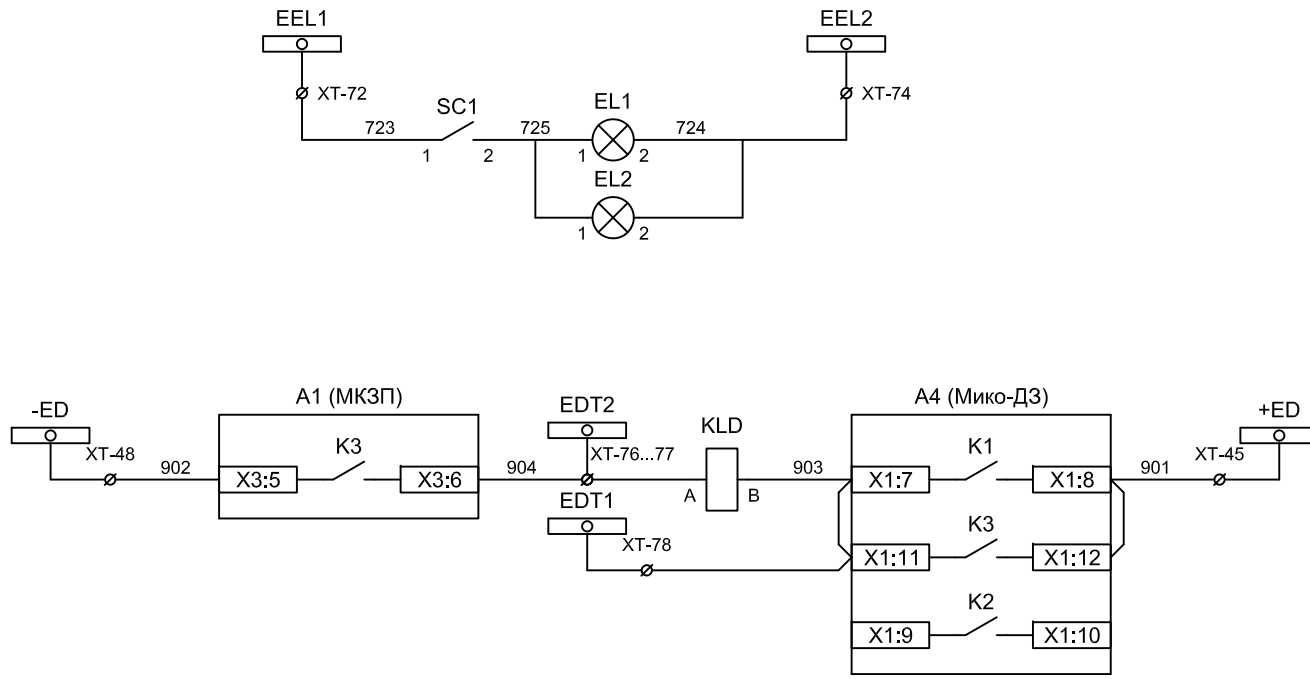 EEL1 EEL2
XT-72 XT-74
SC1 EL1
723 725 724
1 2 1 2
EL2
1 2
A1 (МКЗП) A4 (Мико-ДЗ)
-ED EDT2 +ED
KLD
XT-48 K3 XT-76...77 K1 XT-45
902 904 903 901
X3:5 X3:6 X1:7 X1:8
A B
EDT1
K3
XT-78
X1:11 X1:12
K2
X1:9 X1:10